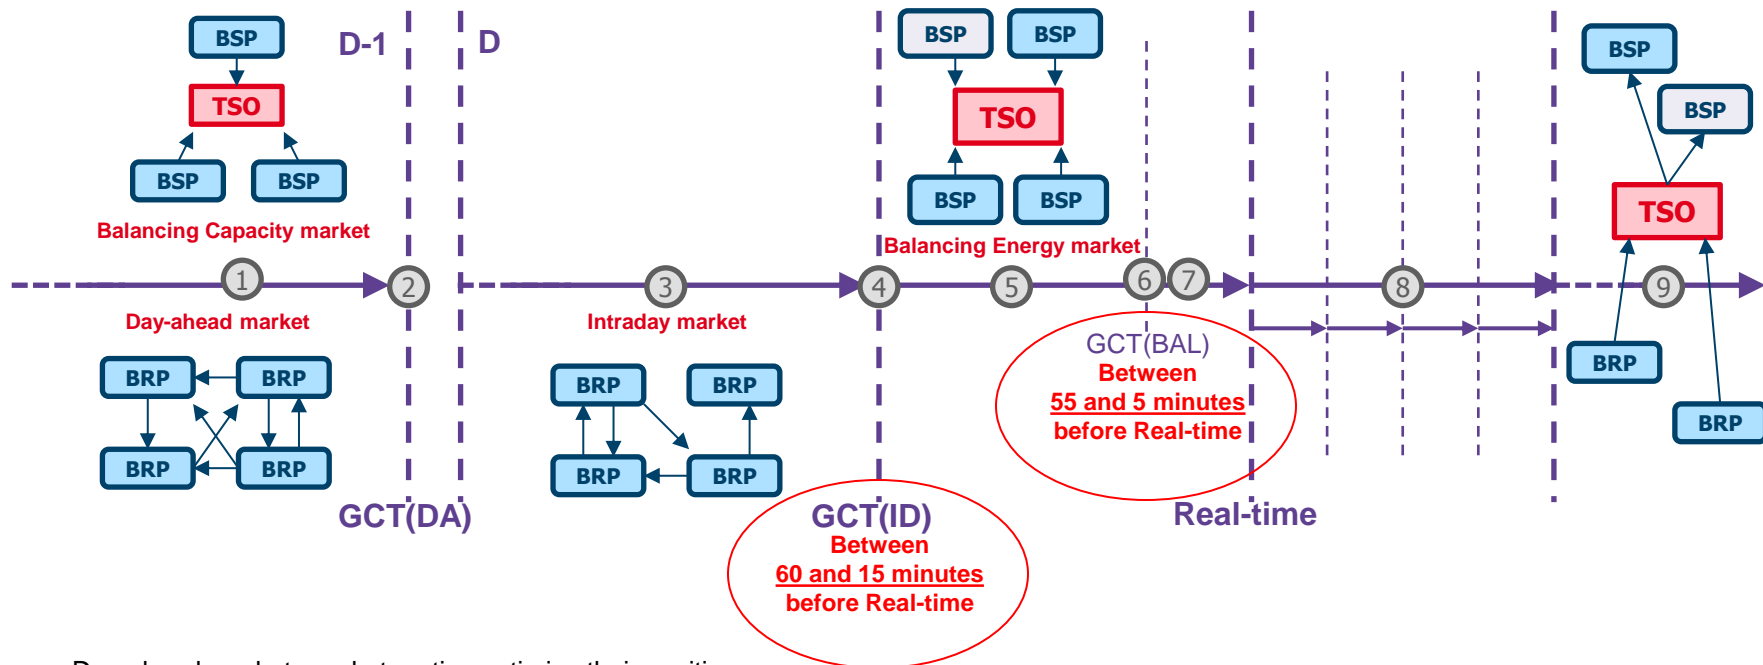 BSP
D-1
D
BSP
BSP
BSP
TSO
TSO
BSP
BSP
BSP
BSP
BSP
BSP
TSO
Balancing Capacity market
Balancing Energy market
1
2
3
4
5
6
7
8
9
Day-ahead market
Intraday market
GCT(BAL)
Between
55 and 5 minutes
before Real-time
BRP
BRP
BRP
BRP
BRP
BRP
BRP
BRP
BRP
BRP
GCT(DA)
GCT(ID)
Real-time
Between
60 and 15 minutes
before Real-time